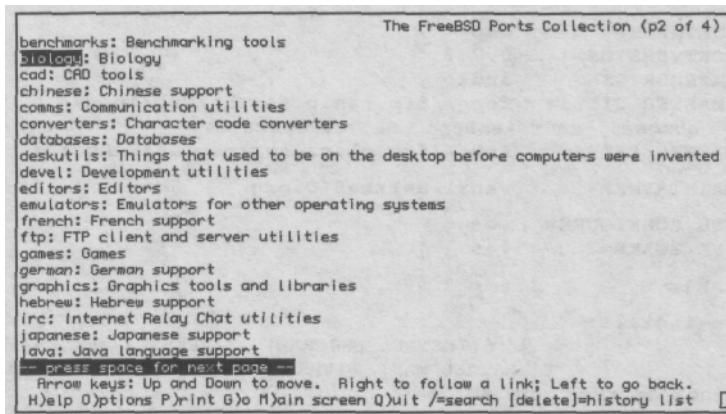 The FreeBSD Ports Collection (p2 of 4)
benchmarks: Benchmarking tools
biology: Biology
cad: CAD tools
chinese: Chinese support
comms: Communication utilities
converters: Character code converters
databases: Databases
deskutils: Things that used to be on the desktop before computers were invented
devel: Development utilities
editors: Editors
emulators: Emulators for other operating systems
french: French support
ftp: FTP client and server utilities
games: Games
german: German support
graphics: Graphics tools and libraries
hebrew: Hebrew support
irc: Internet Relay Chat utilities
japanese: Japanese support
java: Java language support
-- press space for next page --
Arrow keys: Up and Down to move. Right to follow a link; Left to go back.
H)elp O)ptions P)rint G)o M)ain screen Q)uit /=search [delete]=history list